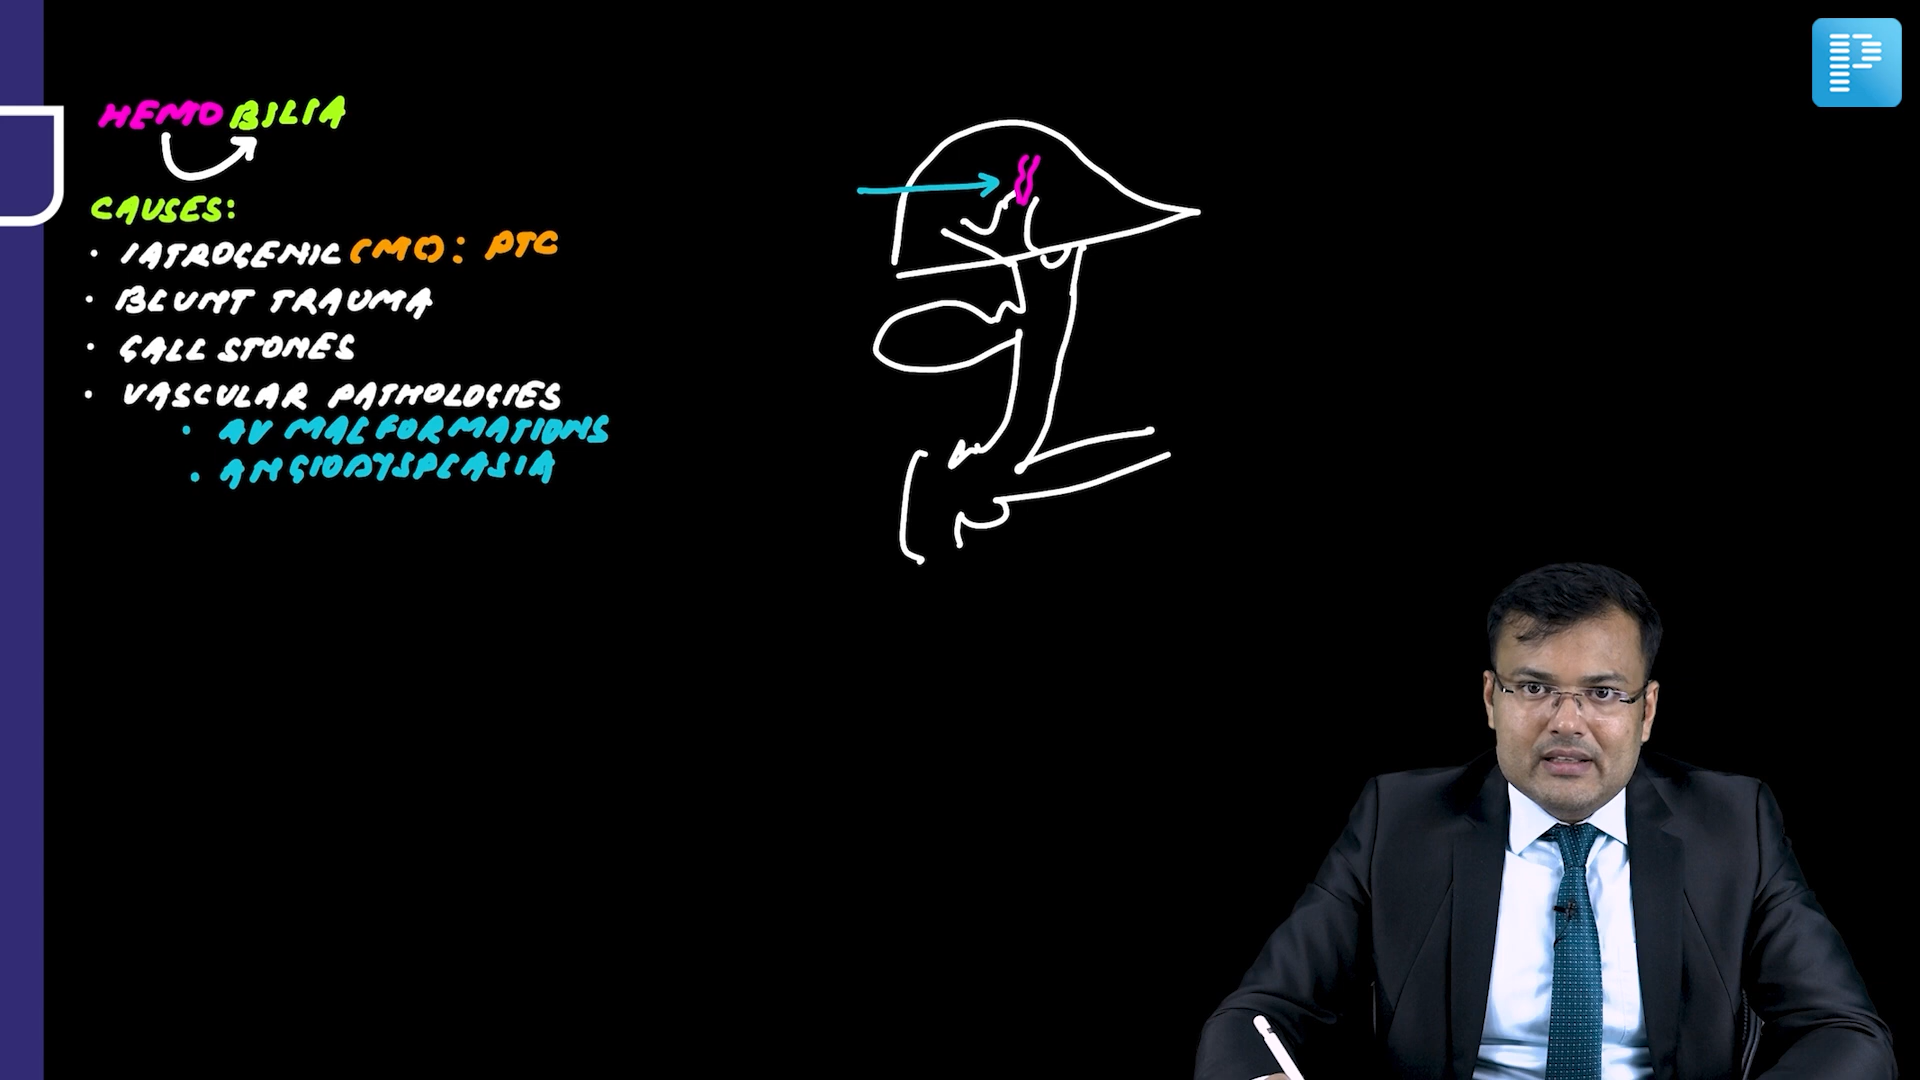 HEMOBILIA
CAUSES:
· IATROGENIC (MC): PTC
· BLUNT TRAUMA
· GALL STONES
· VASCULAR PATHOLOGIES
· AV MALFORMATIONS
· ANGIODYSPLASIA